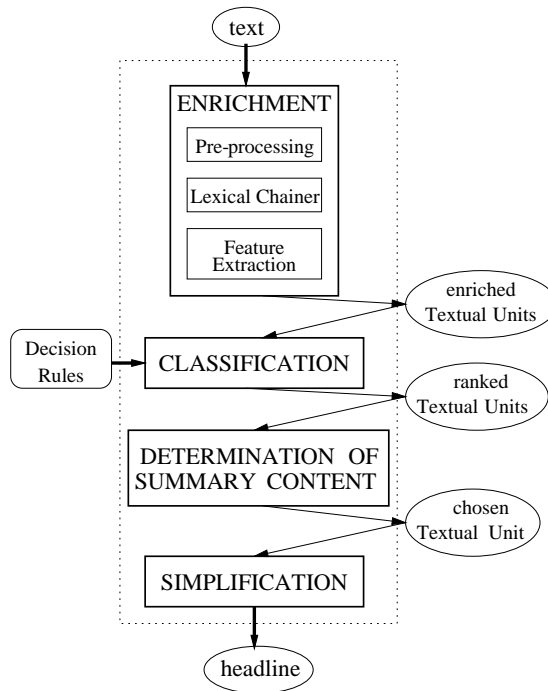 text
ENRICHMENT
Pre-processing
Lexical Chainer
Feature
Extraction
enriched
Textual Units
Decision
Rules
CLASSIFICATION
ranked
Textual Units
DETERMINATION OF
SUMMARY CONTENT
chosen
Textual Unit
SIMPLIFICATION
headline